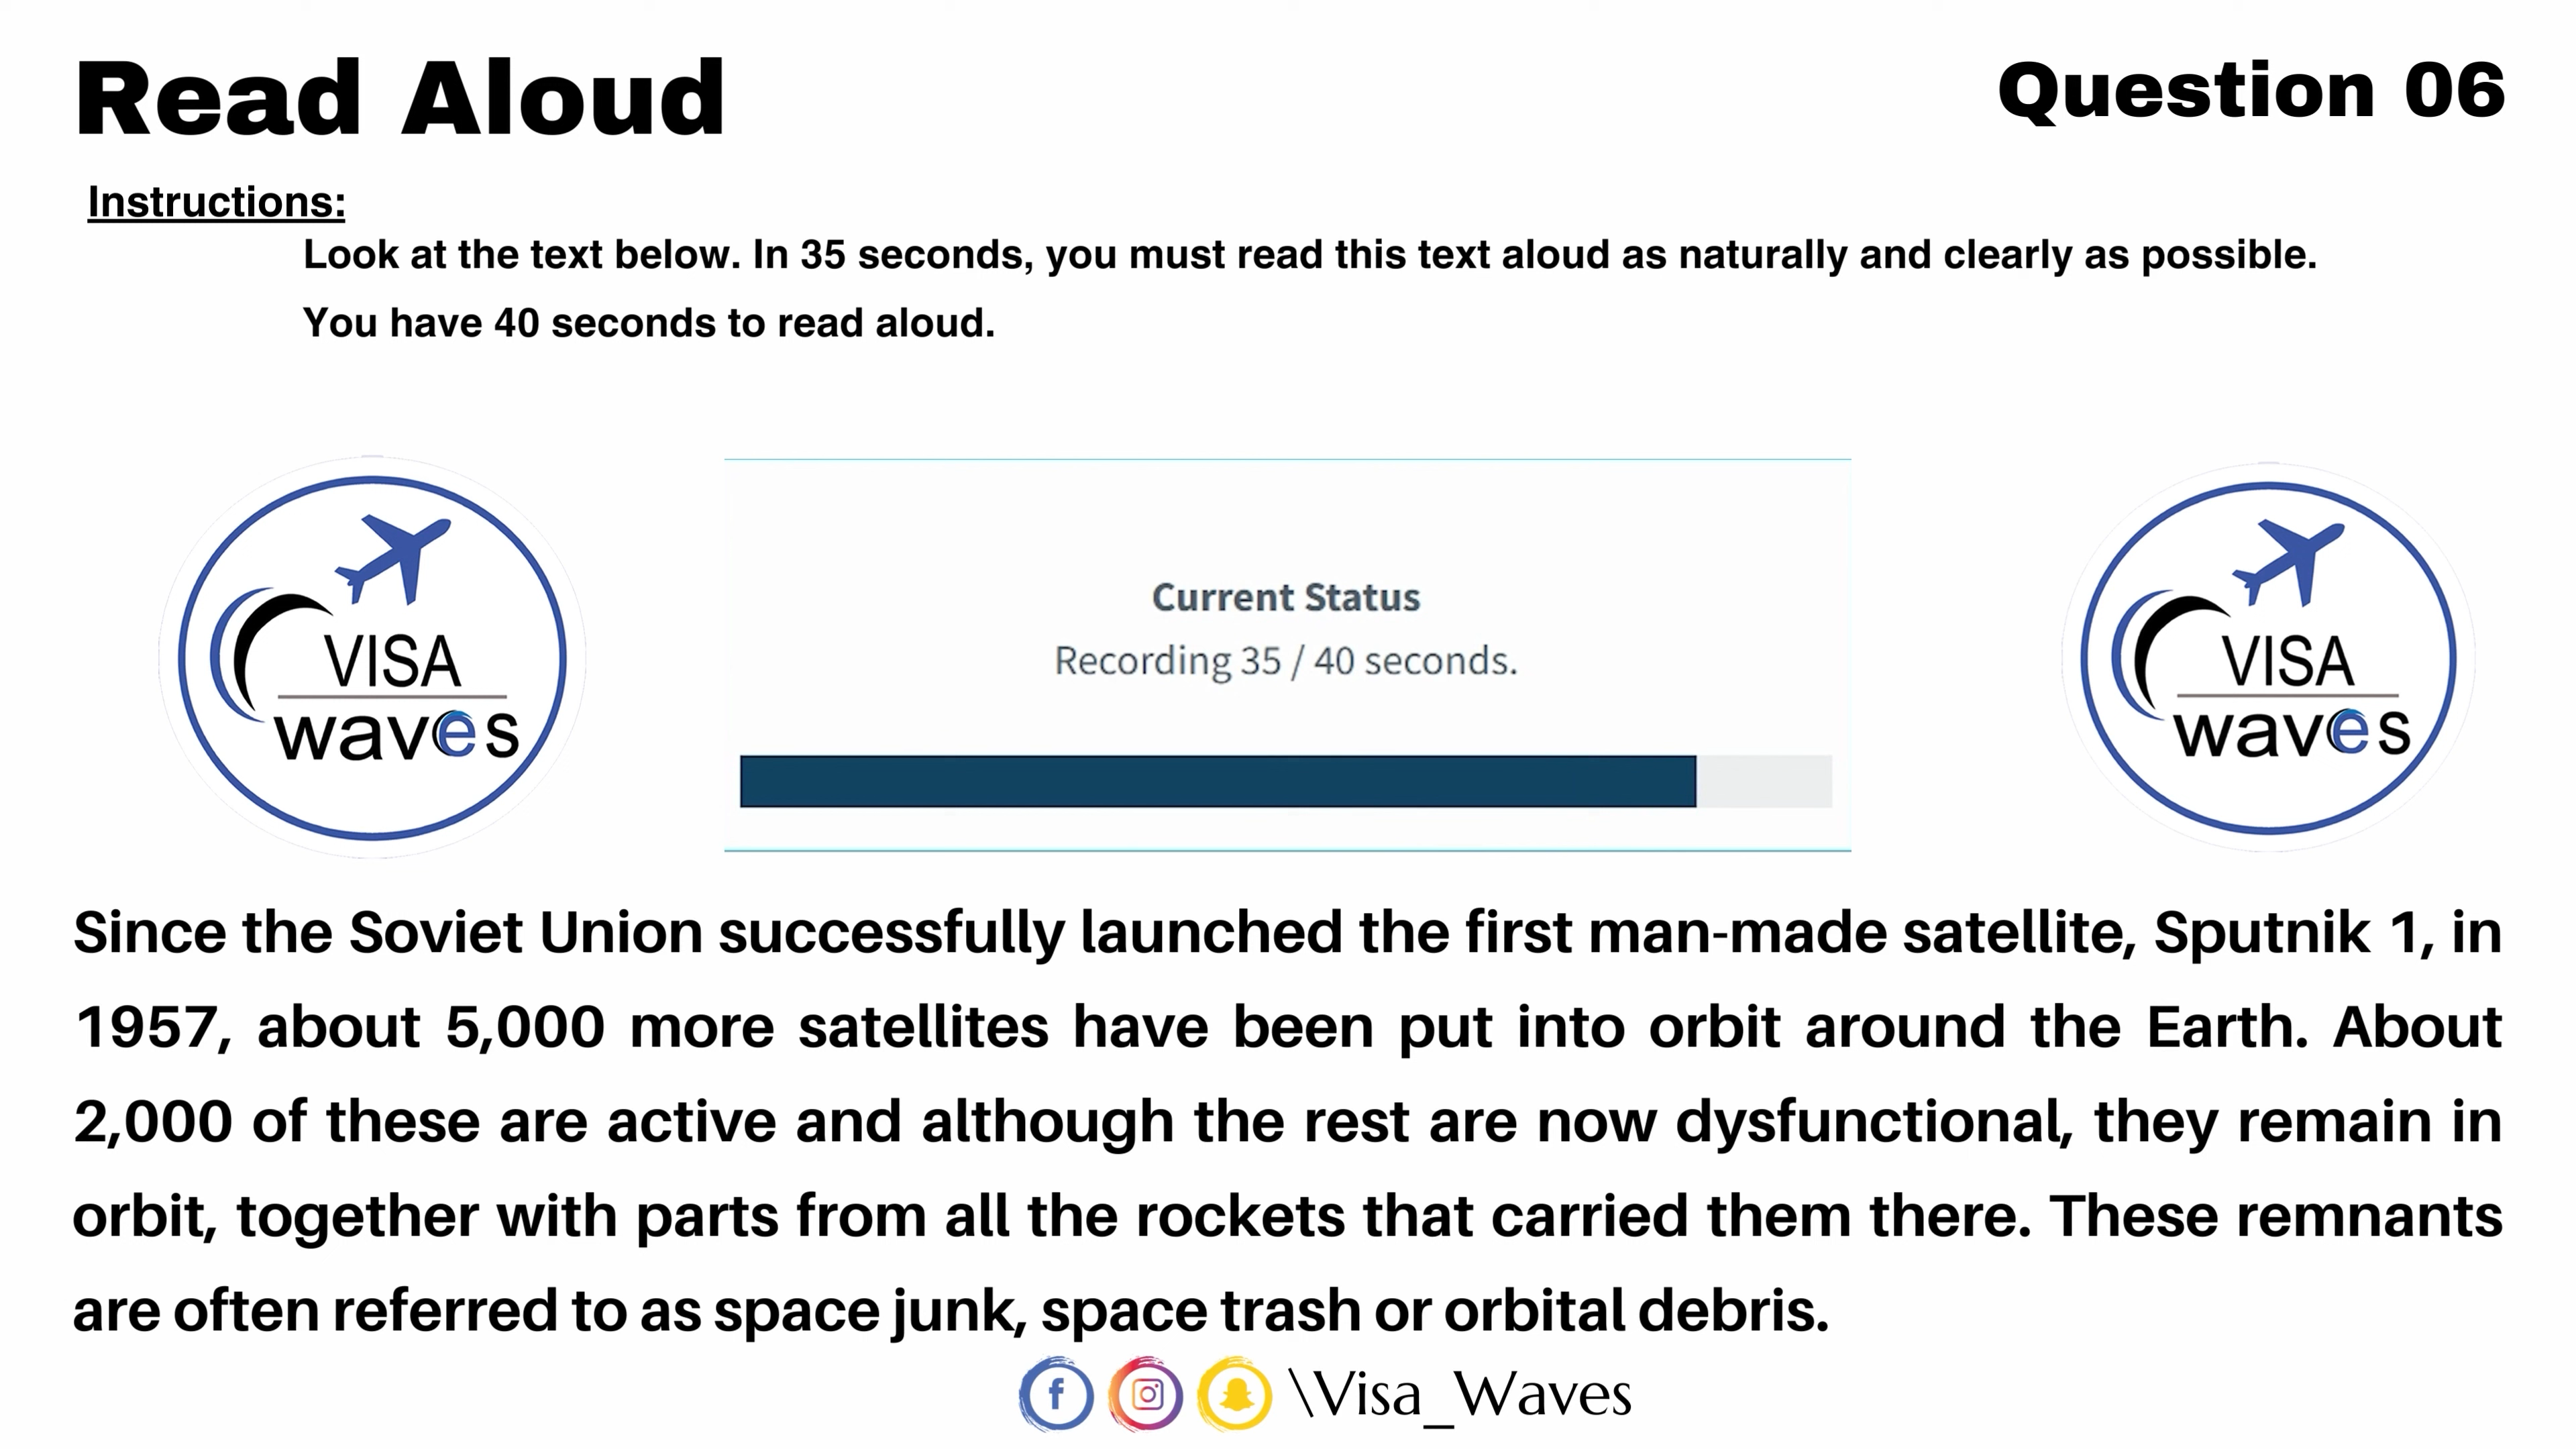 Read Aloud
Question 06
Instructions:
Look at the text below. In 35 seconds, you must read this text aloud as naturally and clearly as possible.
You have 40 seconds to read aloud.
VISA
waves
Current Status
Recording 35 / 40 seconds.
VISA
waves
Since the Soviet Union successfully launched the first man-made satellite, Sputnik 1, in
1957, about 5,000 more satellites have been put into orbit around the Earth. About
2,000 of these are active and although the rest are now dysfunctional, they remain in
orbit, together with parts from all the rockets that carried them there. These remnants
are often referred to as space junk, space trash or orbital debris.
\Visa_Waves